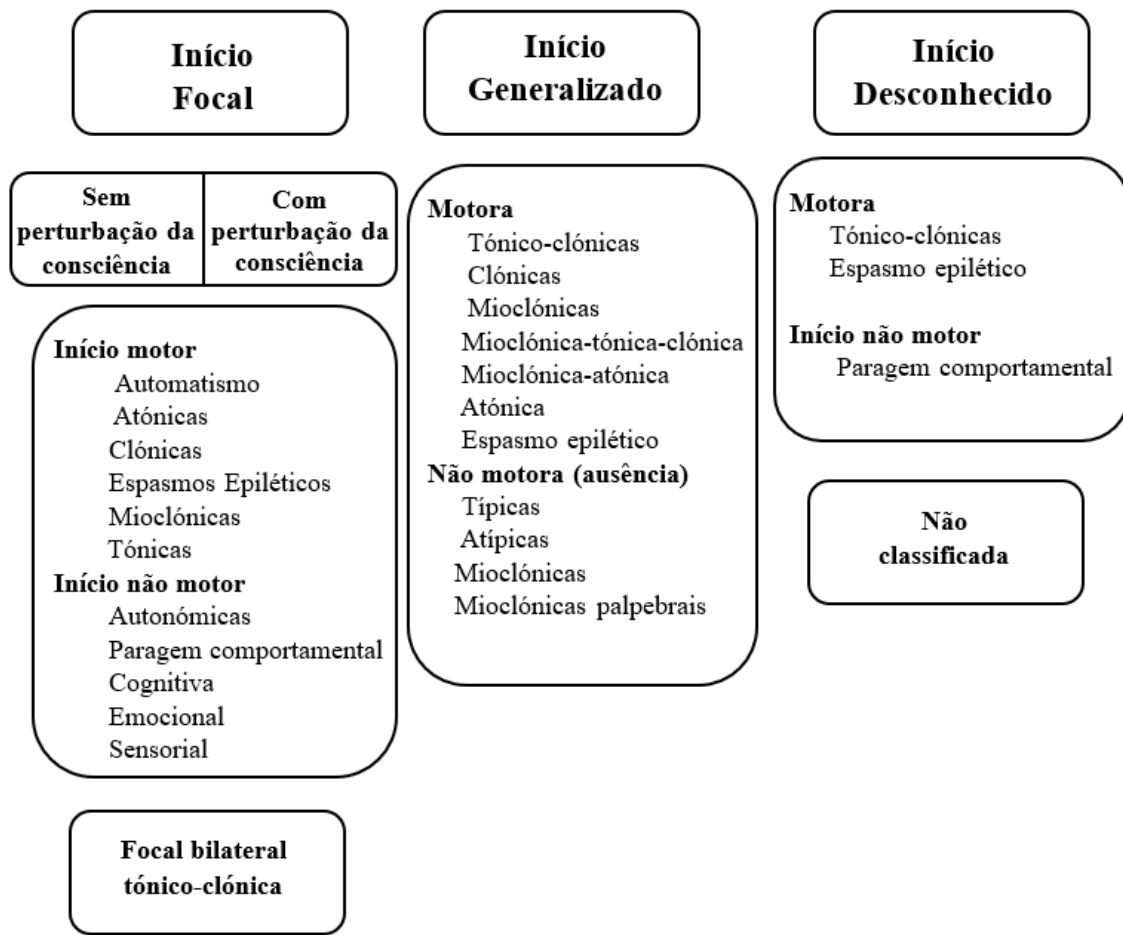 Início
Focal
Sem
perturbação da
consciência
Com
perturbação da
consciência
Início motor
Automatismo
Atónicas
Clónicas
Espasmos Epiléticos
Mioclónicas
Tónicas
Início não motor
Autonómicas
Paragem comportamental
Cognitiva
Emocional
Sensorial
Focal bilateral
tónico-clónica
Início
Generalizado
Motora
Tónico-clónicas
Clónicas
Mioclónicas
Mioclónica-tónica-clónica
Mioclónica-atónica
Atónica
Espasmo epilético
Não motora (ausência)
Típicas
Atípicas
Mioclónicas
Mioclónicas palpebrais
Início
Desconhecido
Motora
Tónico-clónicas
Espasmo epilético
Início não motor
Paragem comportamental
Não
classificada